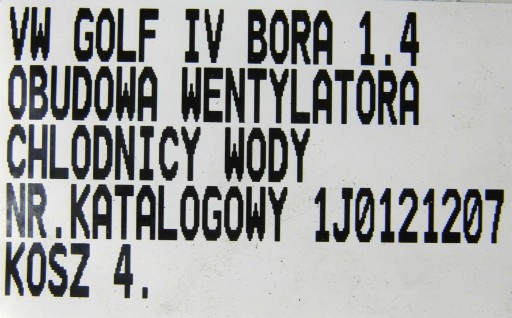 VW GOLF IV BORA 1.4
OBUDOWA WENTYLATORA
CHLODNICY WODY
NR.KATALOGOWY 1J0121207
KOSZ 4.